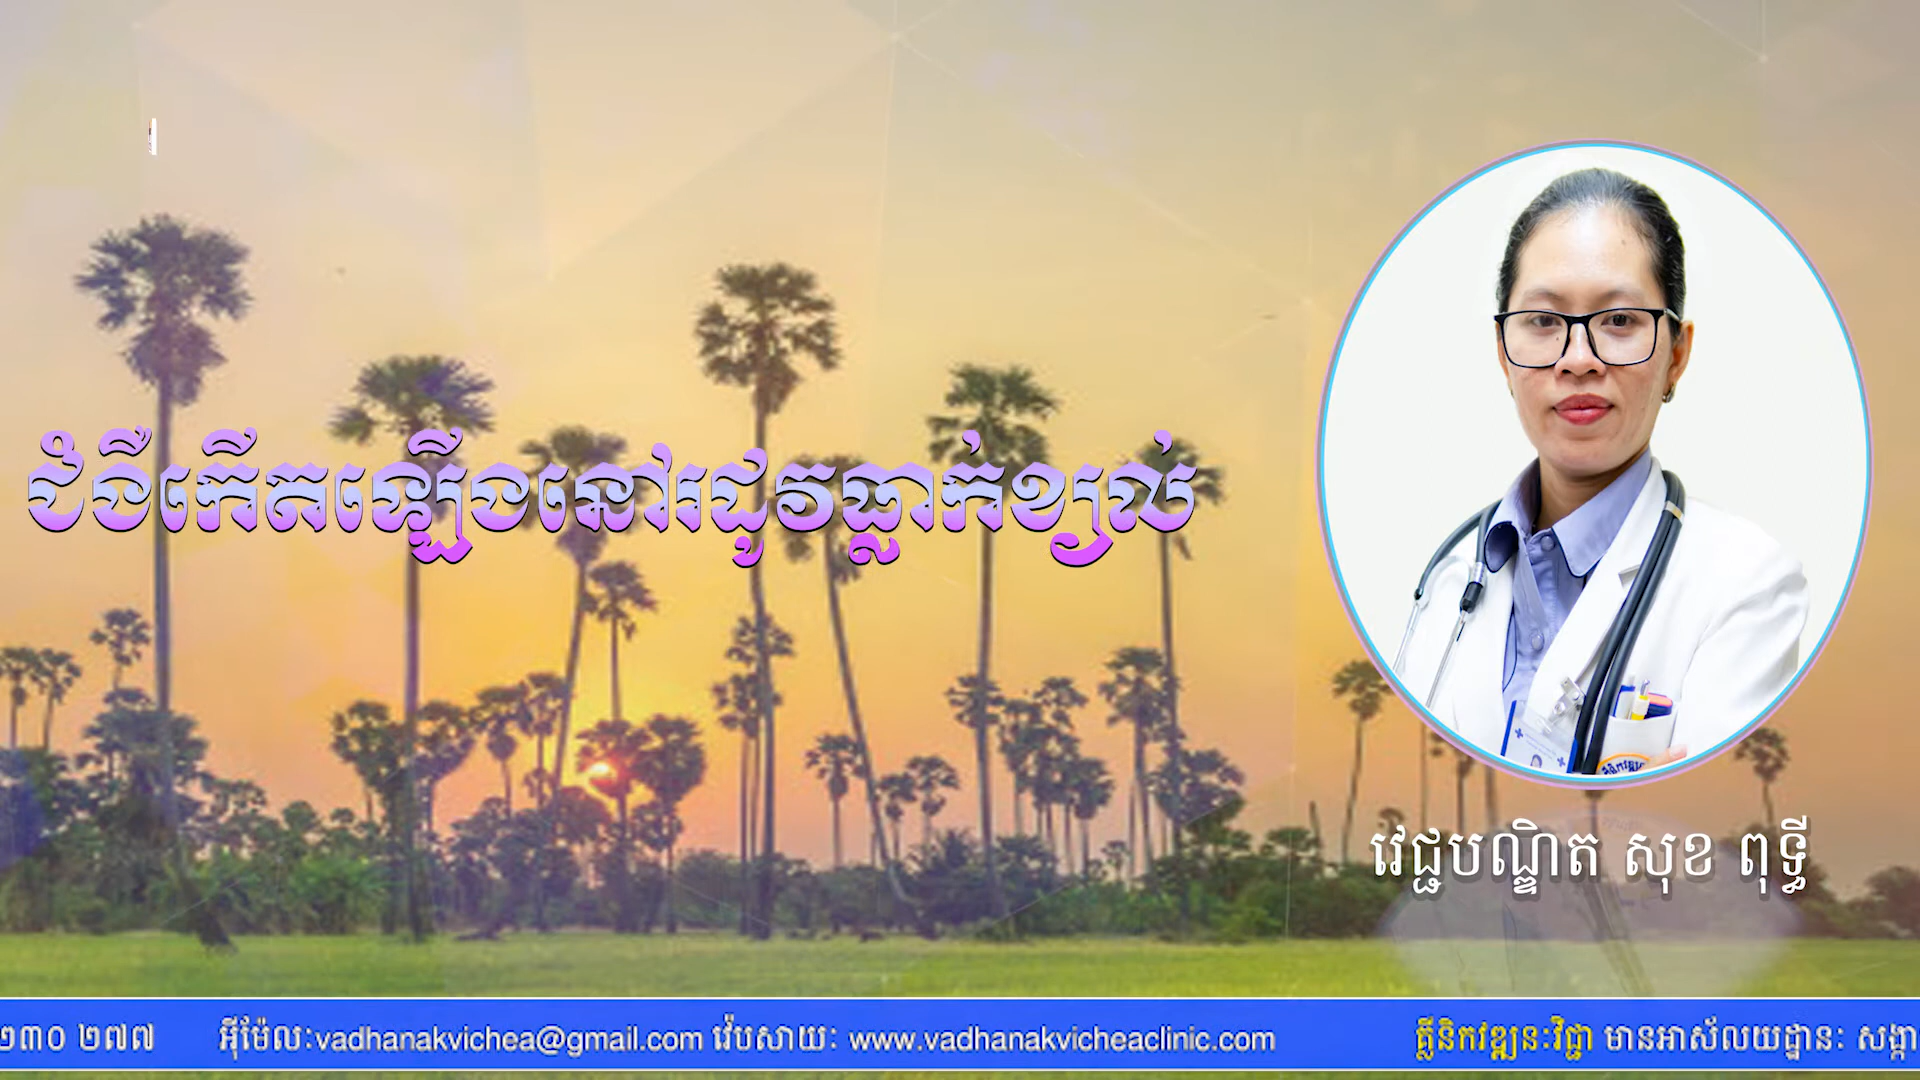 ជំងឺកើតឡើងនៅរដូវធ្លាក់ខ្យល់
វេជ្ជបណ្ឌិត សុខ ពុទ្ធី
២៣០ ២៧៧ អ៊ីម៉ែល:vadhanakvichea@gmail.com វ៉េបសាយ: www.vadhanakvicheaclinic.com គ្លីនិកវឌ្ឍនៈវិជ្ជា មានអាស័លយដ្ឋាន: